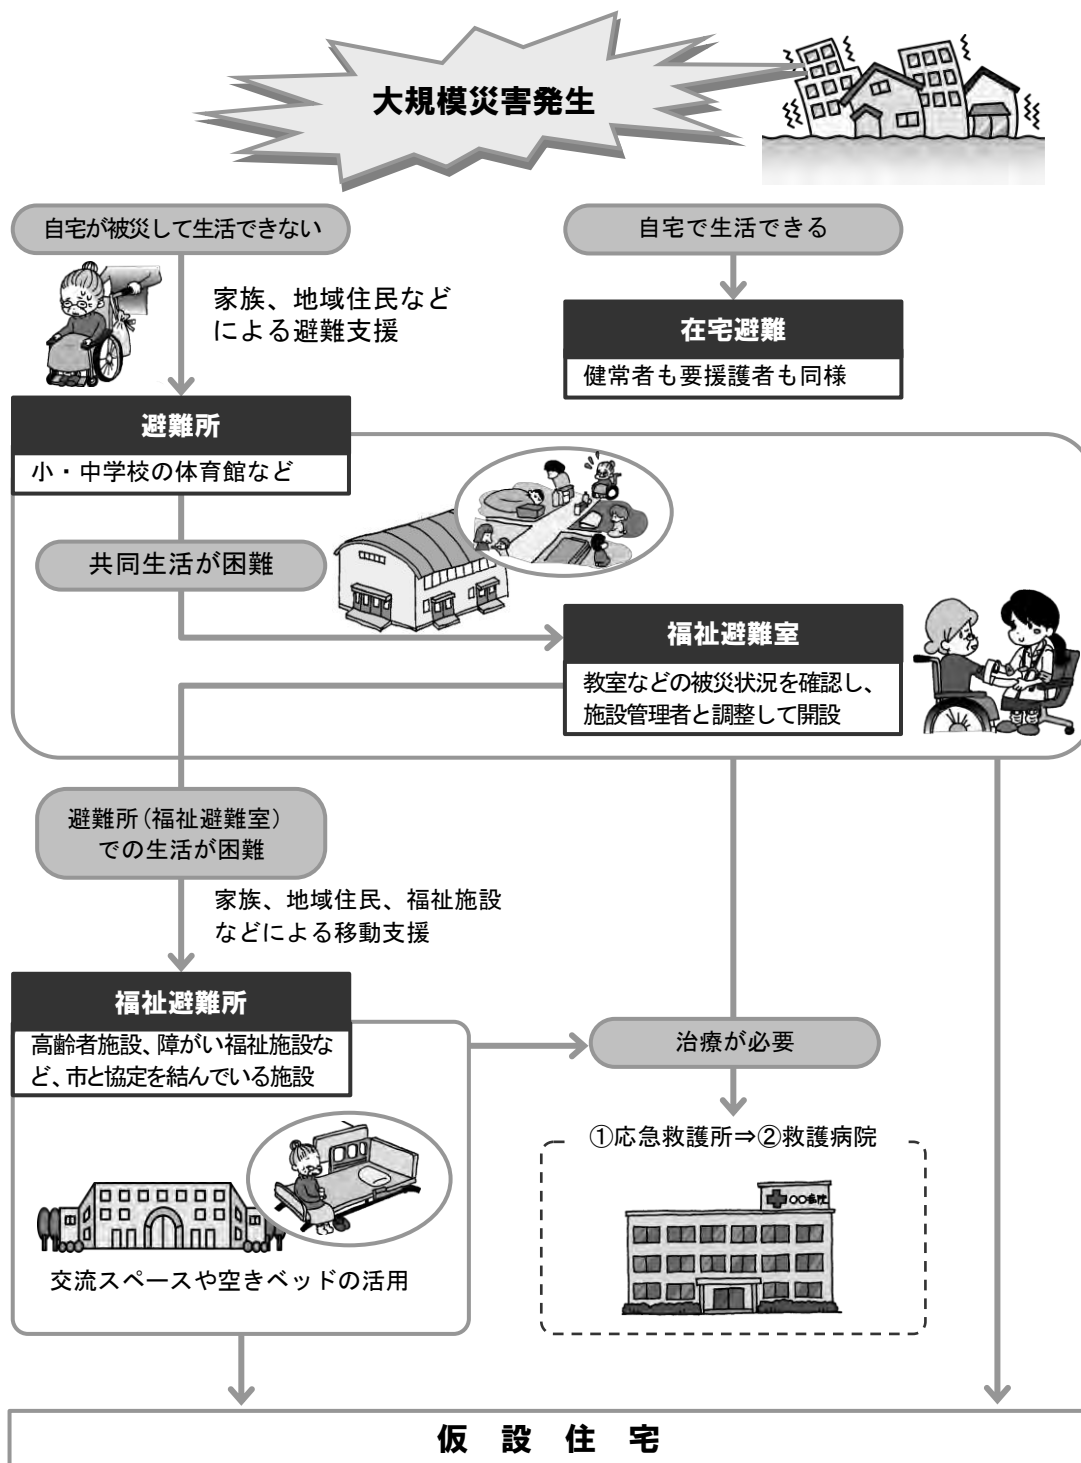 大規模災害発生
自宅が被災して生活できない
自宅で生活できる
家族、地域住民など
による避難支援
在宅避難
健常者も要援護者も同様
避難所
小・中学校の体育館など
共同生活が困難
福祉避難室
教室などの被災状況を確認し、
施設管理者と調整して開設
避難所(福祉避難室)
での生活が困難
家族、地域住民、福祉施設
などによる移動支援
福祉避難所
高齢者施設、障がい福祉施設な
ど、市と協定を結んでいる施設
治療が必要
①応急救護所⇒②救護病院
〇〇病院
交流スペースや空きベッドの活用
仮設住宅